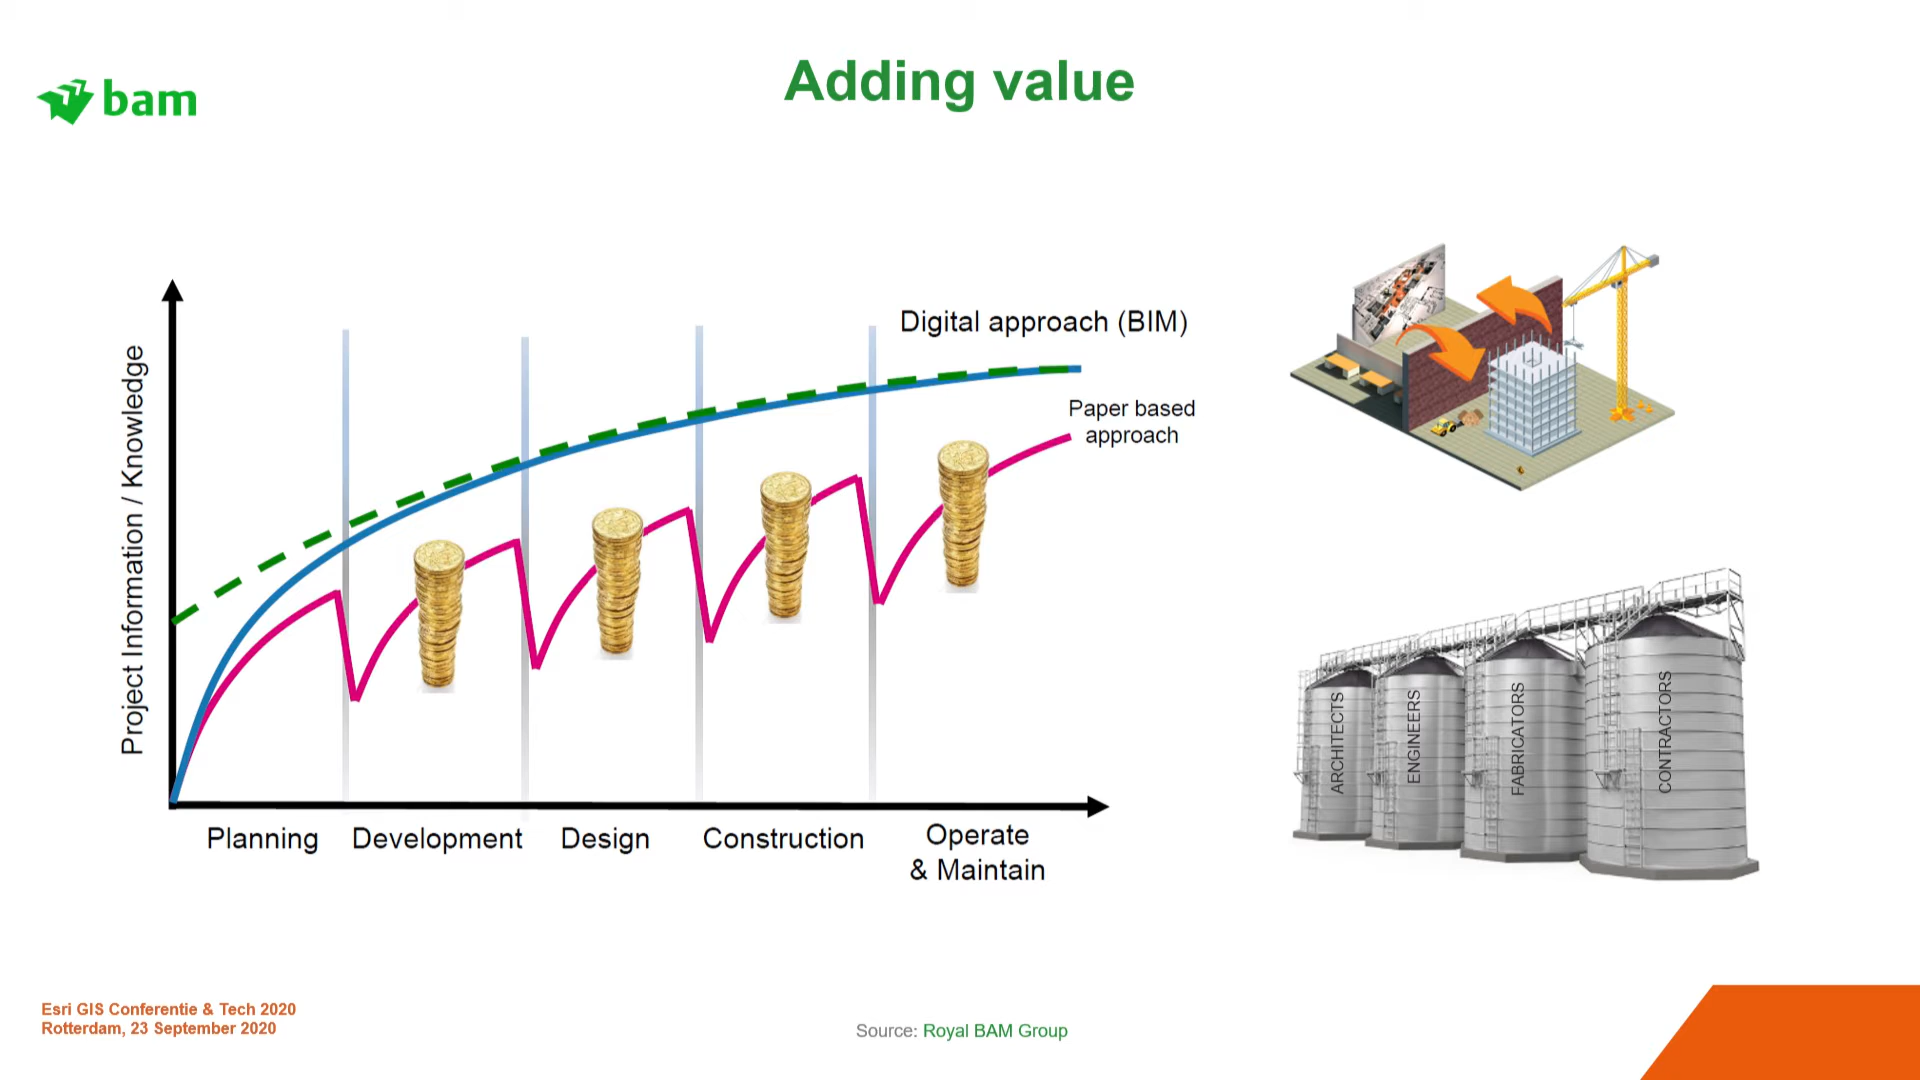 bam
Adding value
Project Information / Knowledge
Digital approach (BIM)
Paper based
approach
Planning
Development
Design
Construction
Operate
& Maintain
ARCHITECTS
ENGINEERS
FABRICATORS
CONTRACTORS
Esri GIS Conferentie & Tech 2020
Rotterdam, 23 September 2020
Source: Royal BAM Group